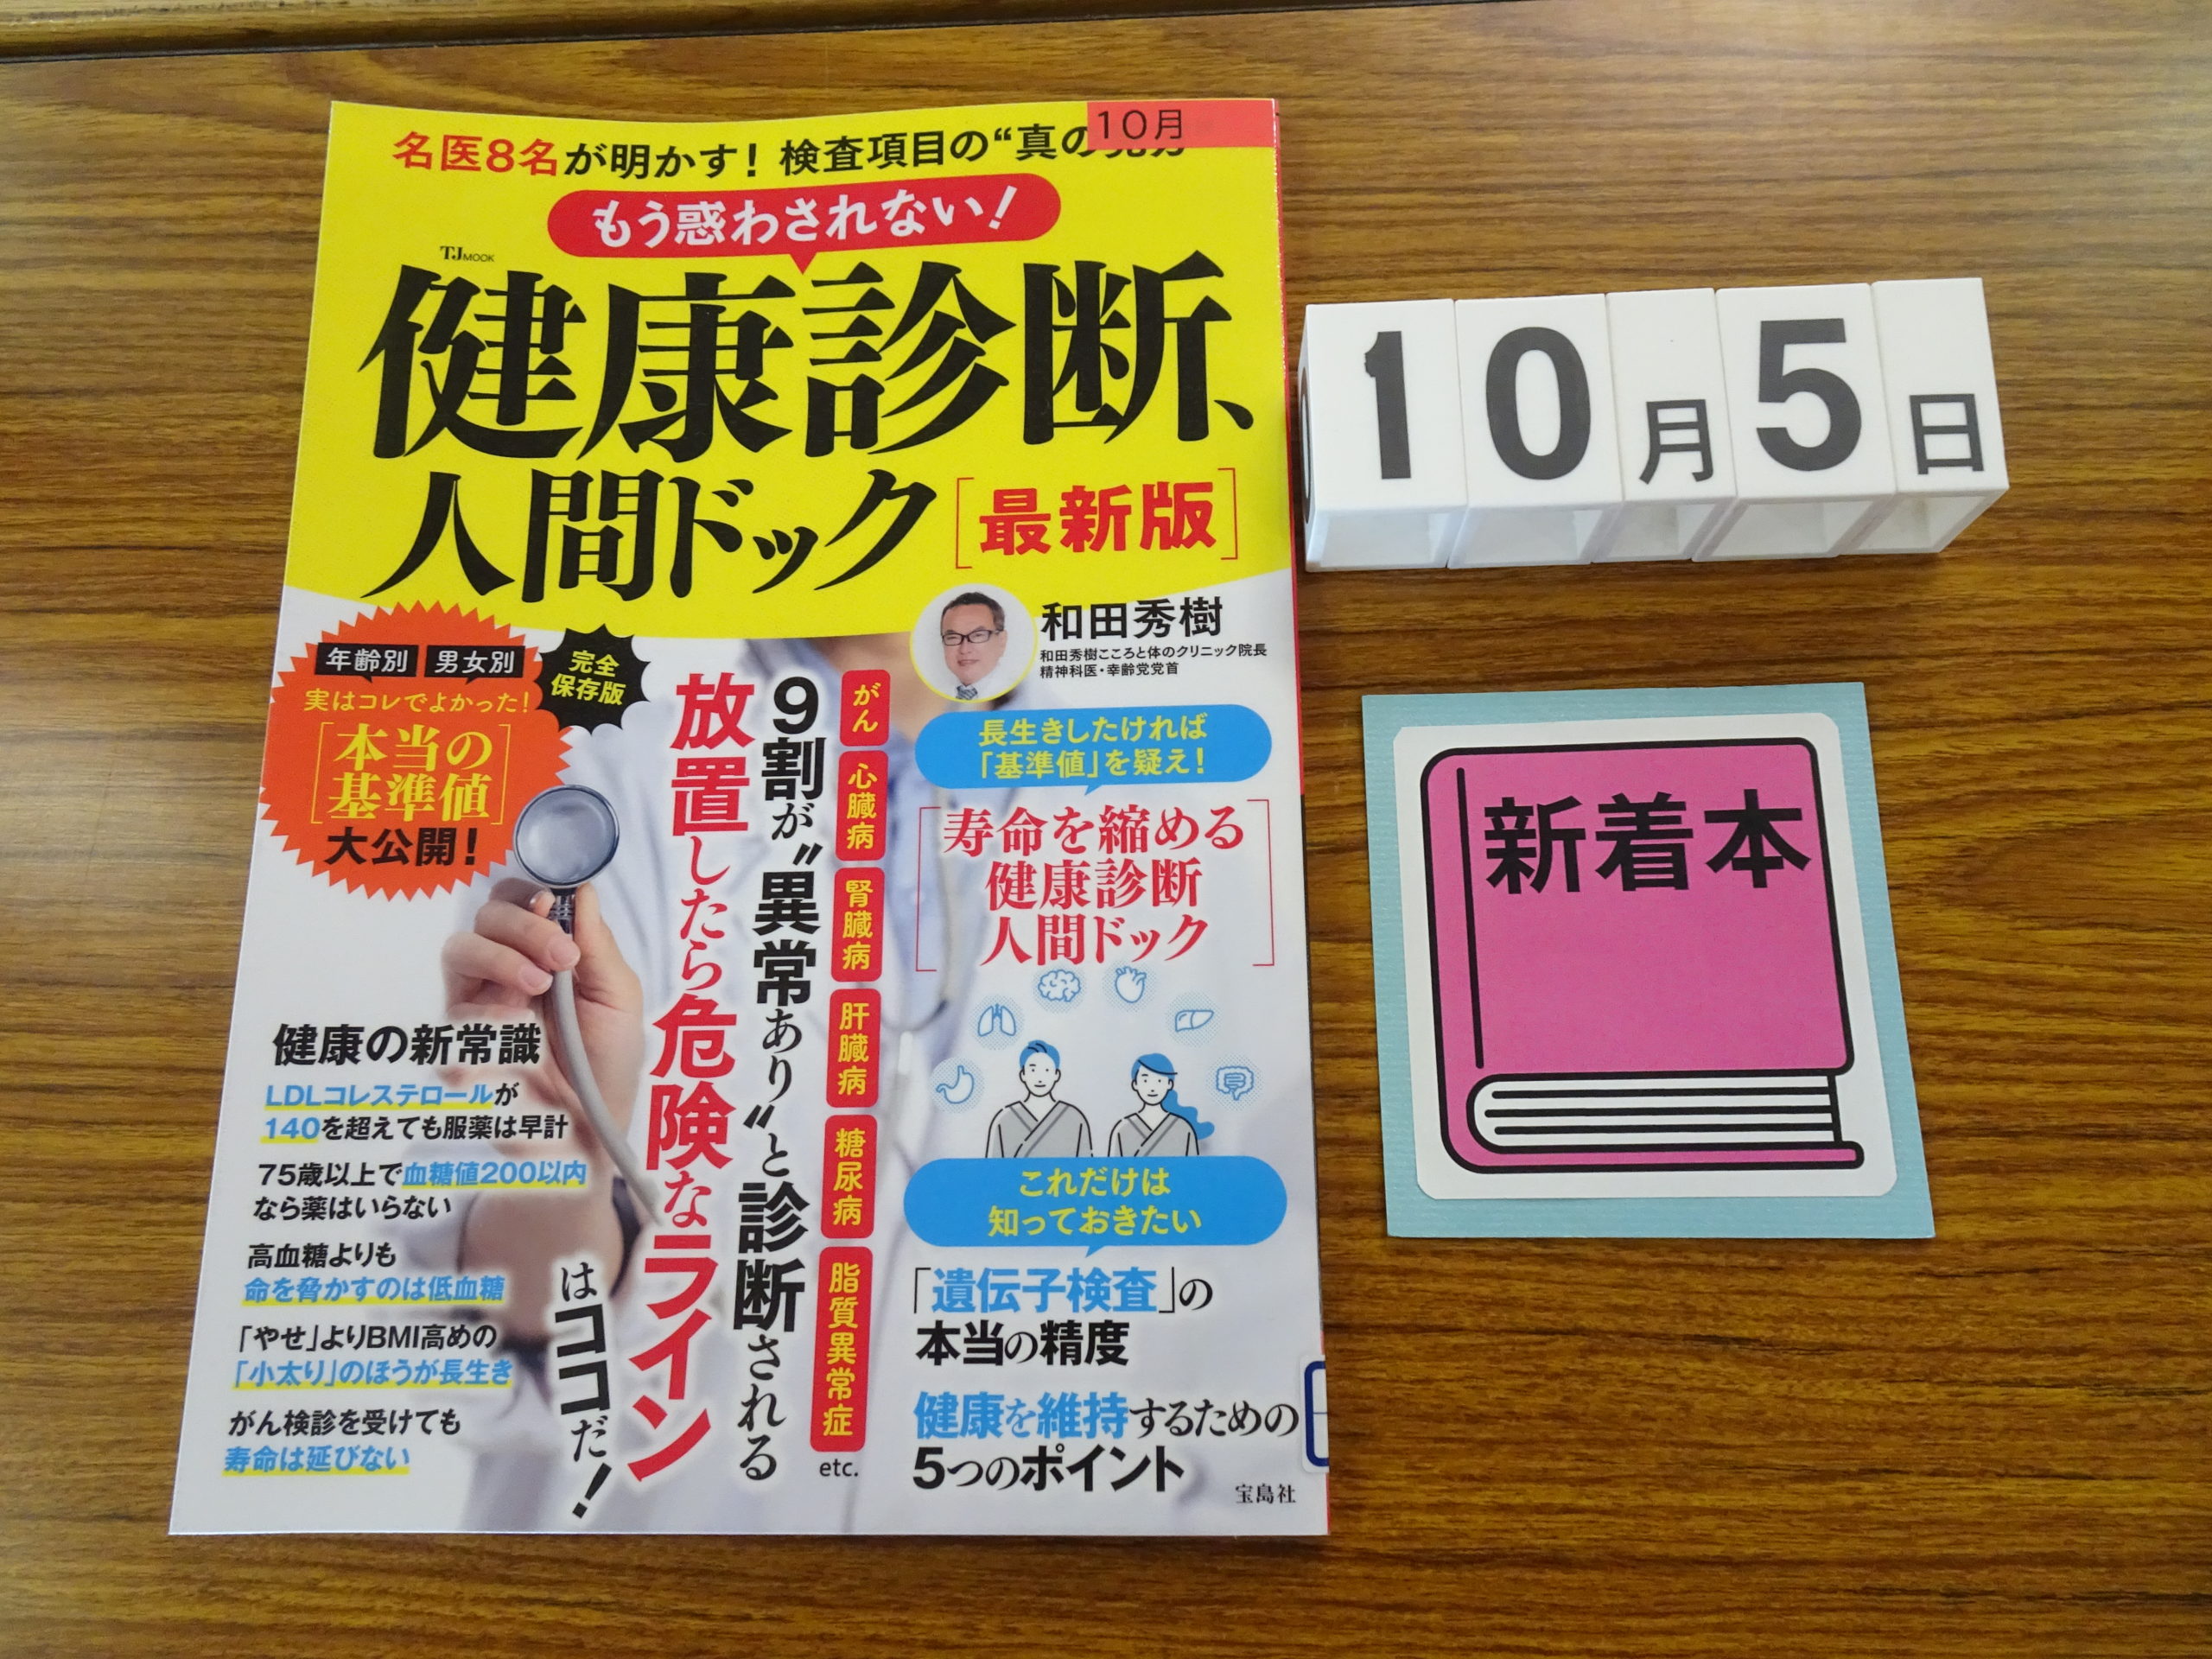 10月
名医8名が明かす！検査項目の“真の
もう惑わされない！
TJ MOOK
健康診断、
人間ドック
［最新版］
年齢別 男女別
実はコレでよかった！
［本当の
基準値］
大公開！
完全
保存版
和田秀樹
和田秀樹こころと体のクリニック院長
精神科医・幸齢党党首
長生きしたければ
「基準値」を疑え！
寿命を縮める
健康診断
人間ドック
がん
心臓病
腎臓病
肝臓病
糖尿病
脂質異常症
etc.
9割が〝異常あり〟と診断される
放置したら危険なライン
はココだ！
健康の新常識
LDLコレステロールが
140を超えても服薬は早計
75歳以上で血糖値200以内
なら薬はいらない
高血糖よりも
命を脅かすのは低血糖
「やせ」よりBMI高めの
「小太り」のほうが長生き
がん検診を受けても
寿命は延びない
これだけは
知っておきたい
「遺伝子検査」の
本当の精度
健康を維持するための
5つのポイント
宝島社
10月5日
新着本